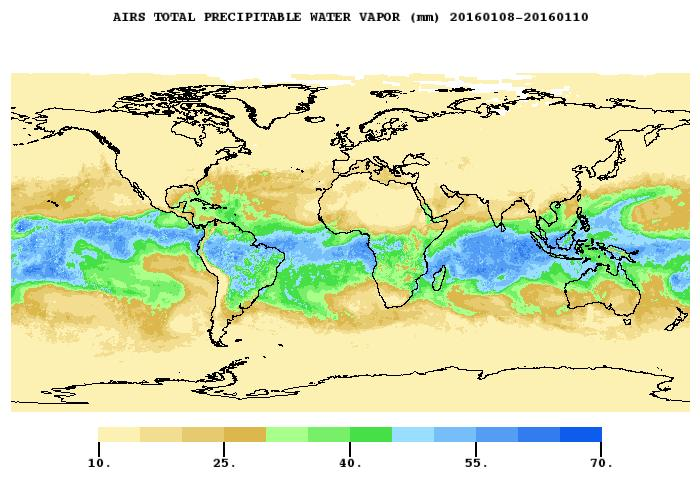 AIRS TOTAL PRECIPITABLE WATER VAPOR (mm) 20160108-20160110
10. 25. 40. 55. 70.